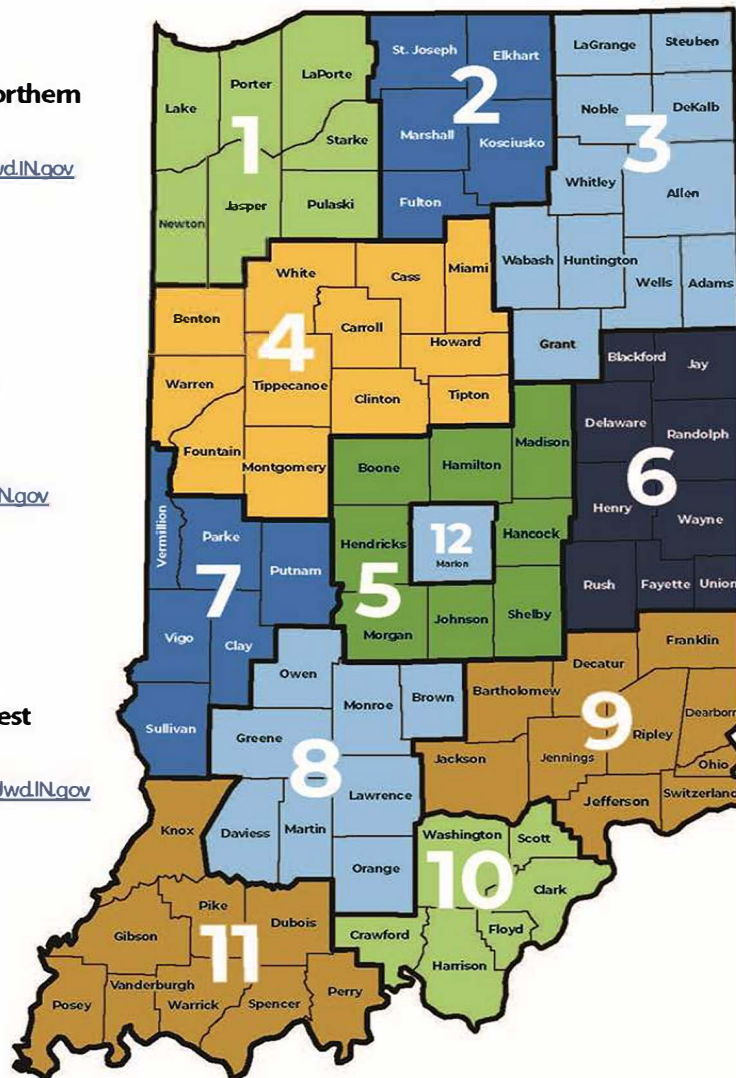 orthern
wd.IN.gov
N.gov
est
dwd.IN.gov
St. Joseph
Elkhart
LaGrange
Steuben
Lake
Porter
LaPorte
2
Noble
DeKalb
1
Starke
Marshall
Kosciusko
3
Newton
Jasper
Pulaski
Fulton
Whitley
Allen
White
Cass
Miami
Wabash
Huntington
Wells
Adams
Benton
4
Carroll
Howard
Grant
Blackford
Jay
Warren
Tippecanoe
Clinton
Tipton
Delaware
Randolph
Fountain
Montgomery
Boone
Hamilton
Madison
6
Henry
Wayne
Vermillion
Parke
Putnam
Hendricks
12
Marion
Hancock
7
5
Rush
Fayette
Union
Vigo
Clay
Morgan
Johnson
Shelby
Franklin
Sullivan
Owen
Monroe
Brown
Bartholomew
Decatur
9
Dearborn
Greene
8
Jackson
Jennings
Ripley
Ohio
Lawrence
Jefferson
Switzerland
Knox
Daviess
Martin
Orange
Washington
Scott
10
Clark
Pike
Dubois
Crawford
Floyd
Gibson
11
Harrison
Posey
Vanderburgh
Warrick
Spencer
Perry